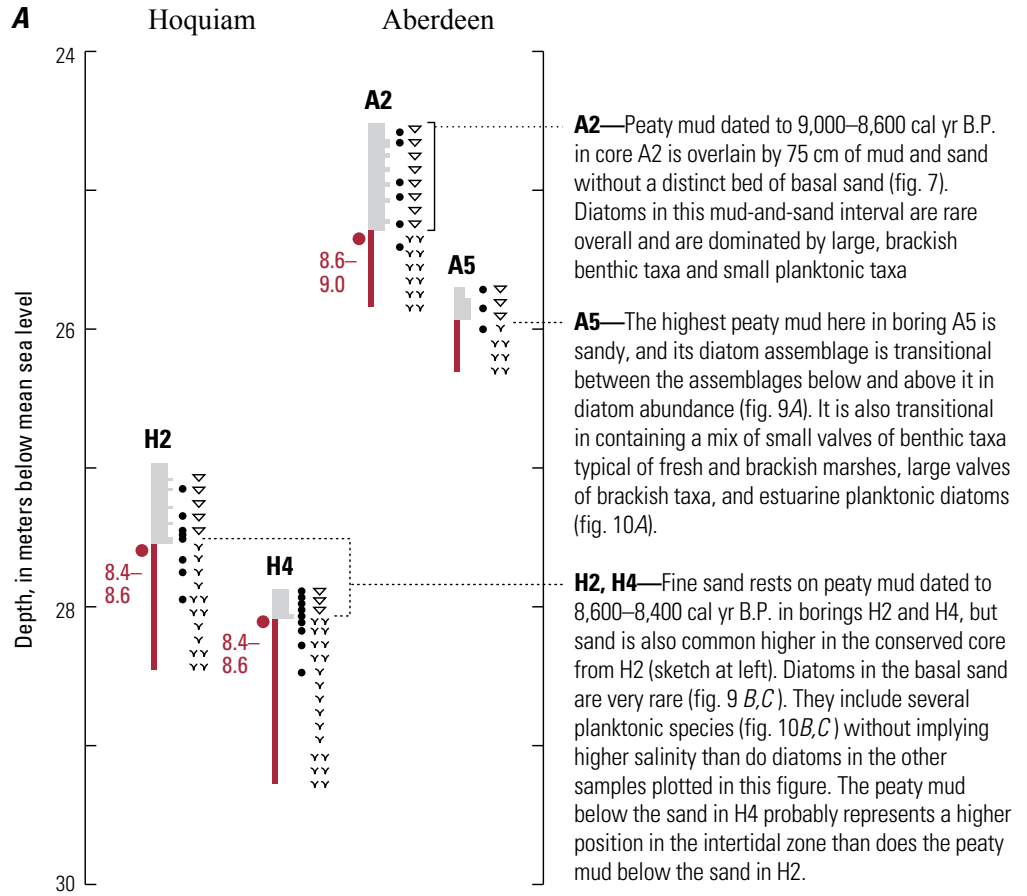 A
Hoquiam
Aberdeen
24
26
28
30
Depth, in meters below mean sea level
A2
8.6–
9.0
A5
H2
8.4–
8.6
H4
8.4–
8.6
A2—Peaty mud dated to 9,000–8,600 cal yr B.P.
in core A2 is overlain by 75 cm of mud and sand
without a distinct bed of basal sand (fig. 7).
Diatoms in this mud-and-sand interval are rare
overall and are dominated by large, brackish
benthic taxa and small planktonic taxa
A5—The highest peaty mud here in boring A5 is
sandy, and its diatom assemblage is transitional
between the assemblages below and above it in
diatom abundance (fig. 9A). It is also transitional
in containing a mix of small valves of benthic taxa
typical of fresh and brackish marshes, large valves
of brackish taxa, and estuarine planktonic diatoms
(fig. 10A).
H2, H4—Fine sand rests on peaty mud dated to
8,600–8,400 cal yr B.P. in borings H2 and H4, but
sand is also common higher in the conserved core
from H2 (sketch at left). Diatoms in the basal sand
are very rare (fig. 9 B,C ). They include several
planktonic species (fig. 10B,C ) without implying
higher salinity than do diatoms in the other
samples plotted in this figure. The peaty mud
below the sand in H4 probably represents a higher
position in the intertidal zone than does the peaty
mud below the sand in H2.